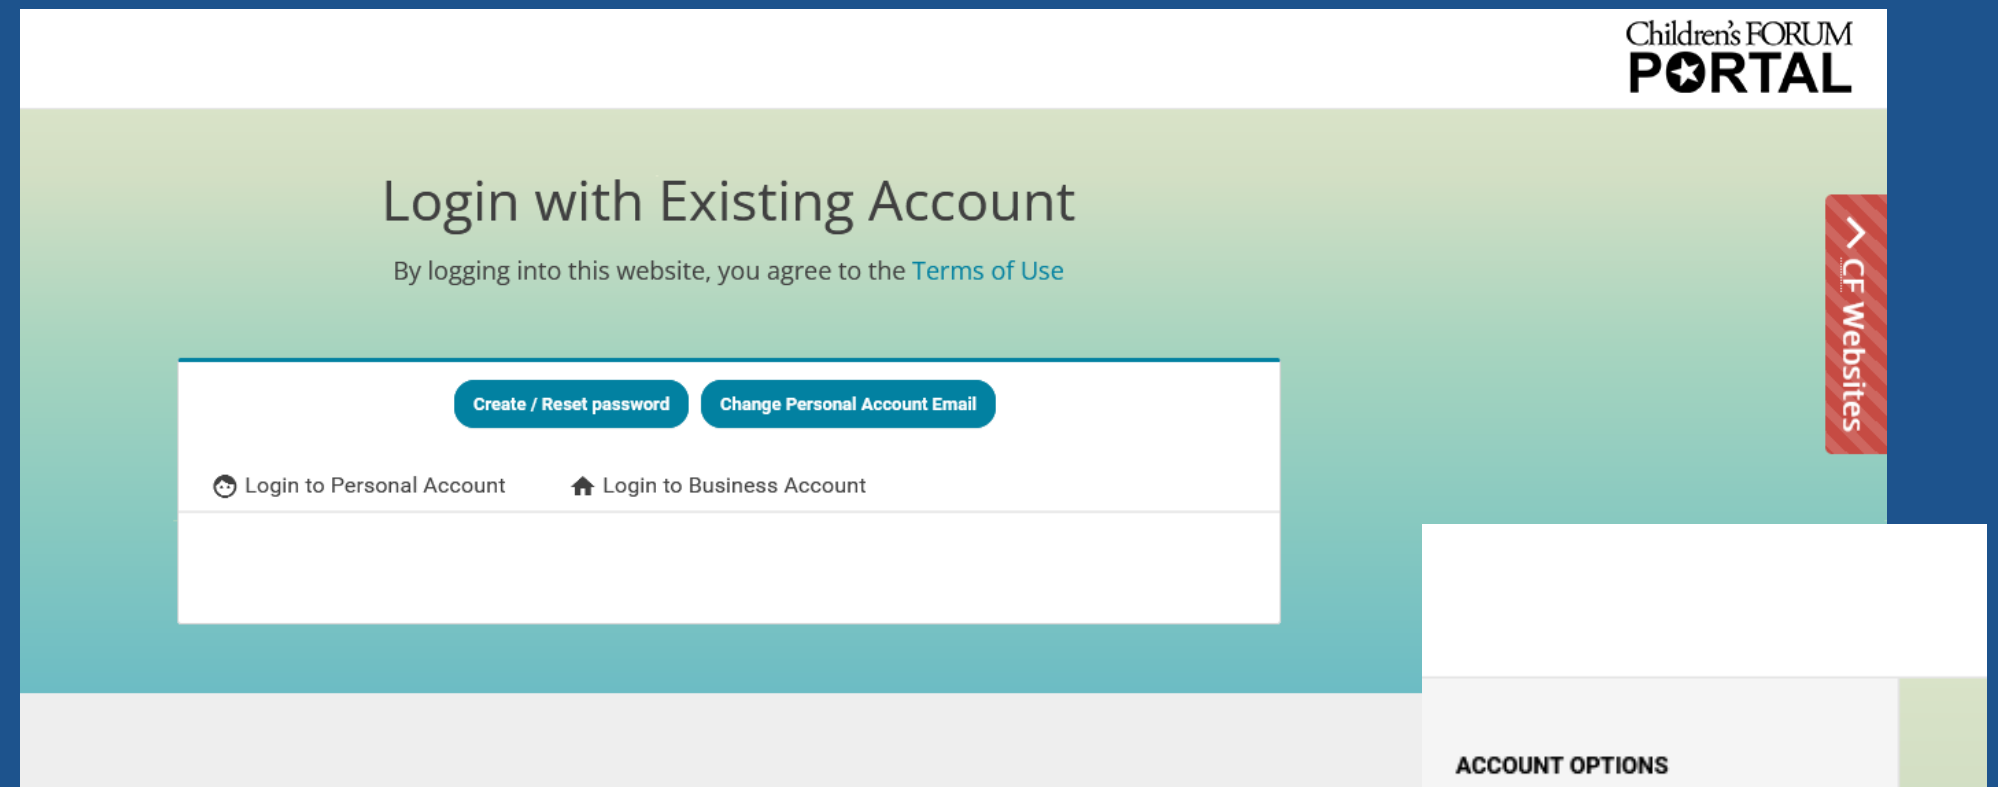 Children's FORUM
PORTAL
Login with Existing Account
By logging into this website, you agree to the Terms of Use
CF Websites
Create / Reset password
Change Personal Account Email
Login to Personal Account
Login to Business Account
ACCOUNT OPTIONS